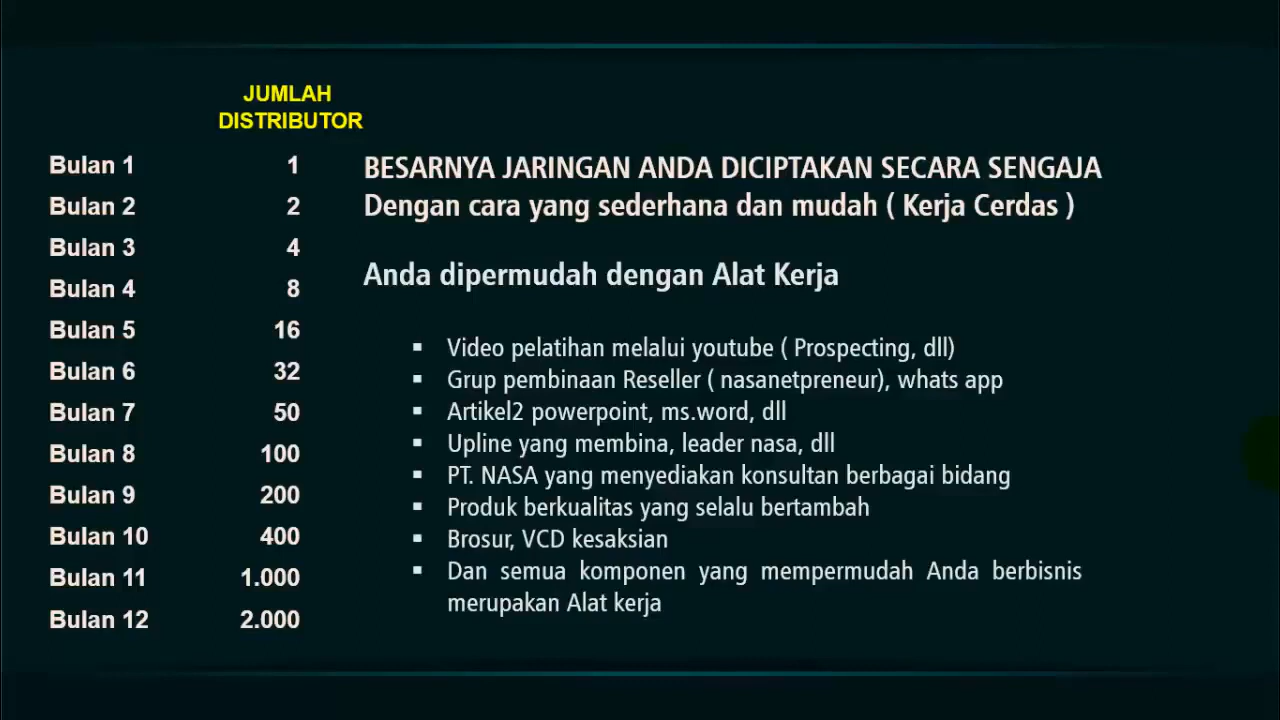 JUMLAH
DISTRIBUTOR
Bulan 1 1
Bulan 2 2
Bulan 3 4
Bulan 4 8
Bulan 5 16
Bulan 6 32
Bulan 7 50
Bulan 8 100
Bulan 9 200
Bulan 10 400
Bulan 11 1.000
Bulan 12 2.000
BESARNYA JARINGAN ANDA DICIPTAKAN SECARA SENGAJA
Dengan cara yang sederhana dan mudah ( Kerja Cerdas )
Anda dipermudah dengan Alat Kerja
▪ Video pelatihan melalui youtube ( Prospecting, dll)
▪ Grup pembinaan Reseller ( nasanetpreneur), whats app
▪ Artikel2 powerpoint, ms.word, dll
▪ Upline yang membina, leader nasa, dll
▪ PT. NASA yang menyediakan konsultan berbagai bidang
▪ Produk berkualitas yang selalu bertambah
▪ Brosur, VCD kesaksian
▪ Dan semua komponen yang mempermudah Anda berbisnis
merupakan Alat kerja